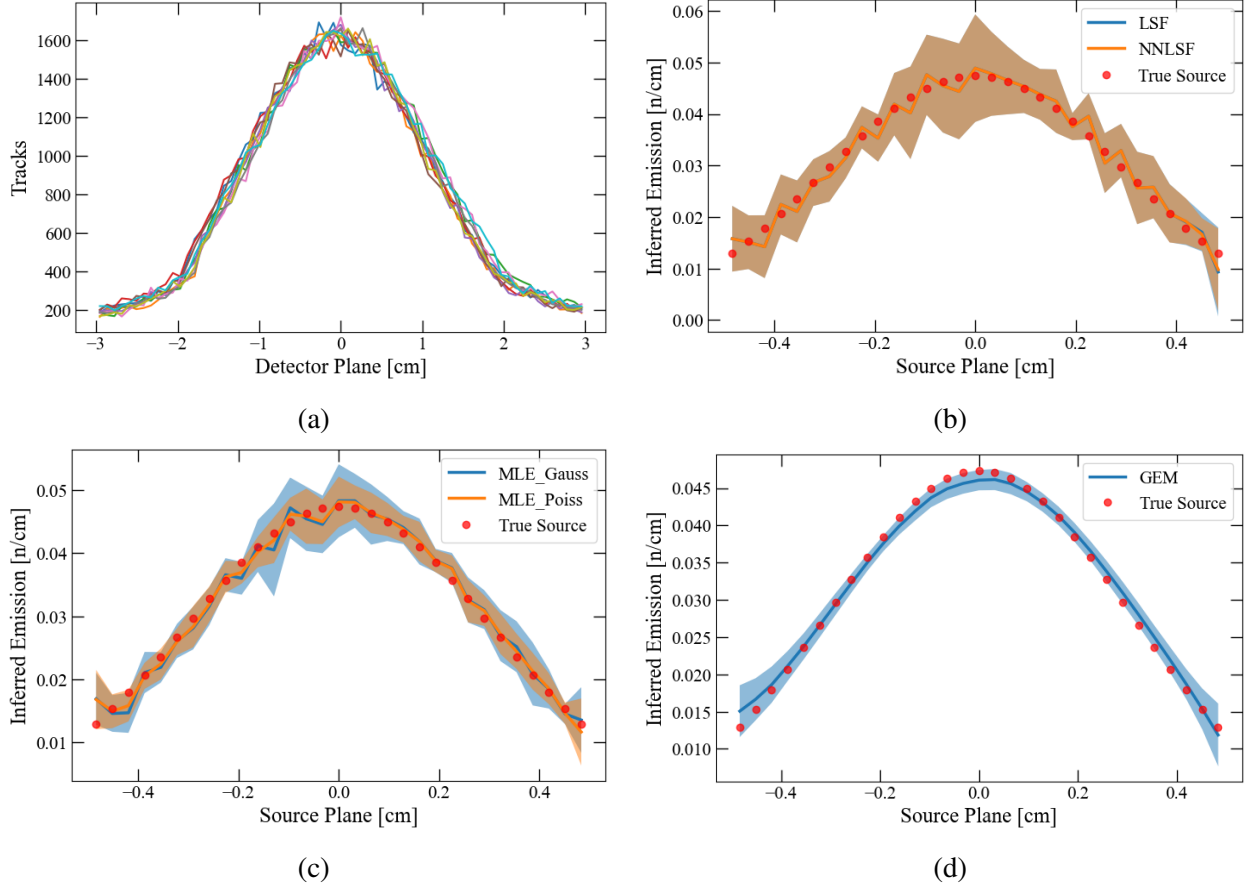 1600
1400
1200
1000
800
600
400
200
Tracks
−3 −2 −1 0 1 2 3
Detector Plane [cm]
(a)
0.06
0.05
0.04
0.03
0.02
0.01
0.00
Inferred Emission [n/cm]
LSF
NNLSF
True Source
−0.4 −0.2 0.0 0.2 0.4
Source Plane [cm]
(b)
0.05
0.04
0.03
0.02
0.01
Inferred Emission [n/cm]
MLE_Gauss
MLE_Poiss
True Source
−0.4 −0.2 0.0 0.2 0.4
Source Plane [cm]
(c)
0.045
0.040
0.035
0.030
0.025
0.020
0.015
0.010
Inferred Emission [n/cm]
GEM
True Source
−0.4 −0.2 0.0 0.2 0.4
Source Plane [cm]
(d)